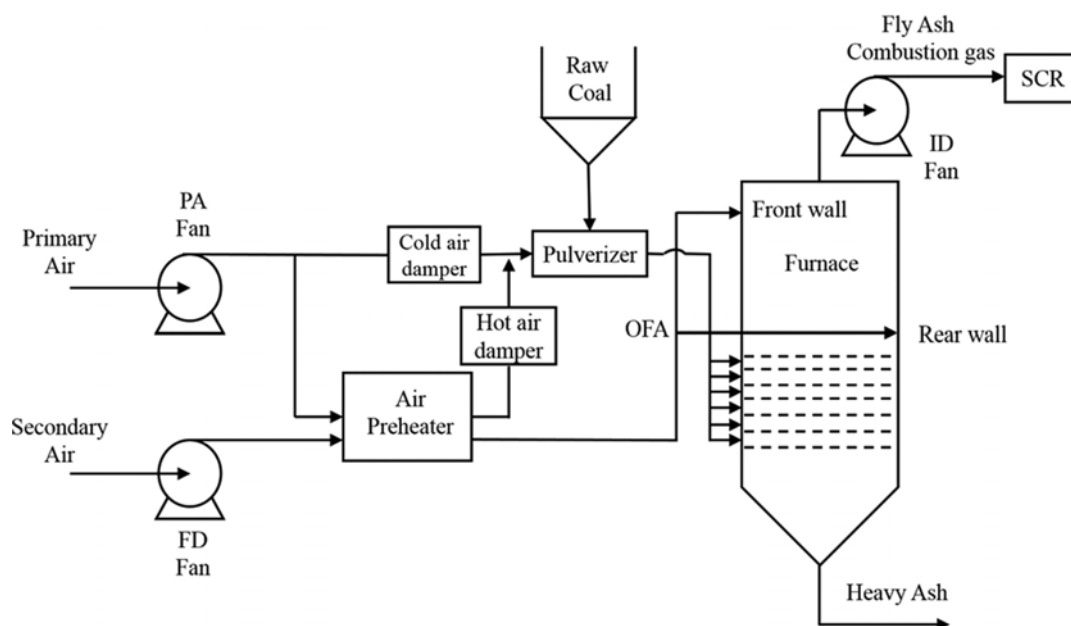 Fly Ash
Combustion gas
SCR
ID
Fan
Raw
Coal
PA
Fan
Primary
Air
Cold air
damper
Pulverizer
Front wall
Furnace
Hot air
damper
OFA
Rear wall
Air
Preheater
Secondary
Air
FD
Fan
Heavy Ash